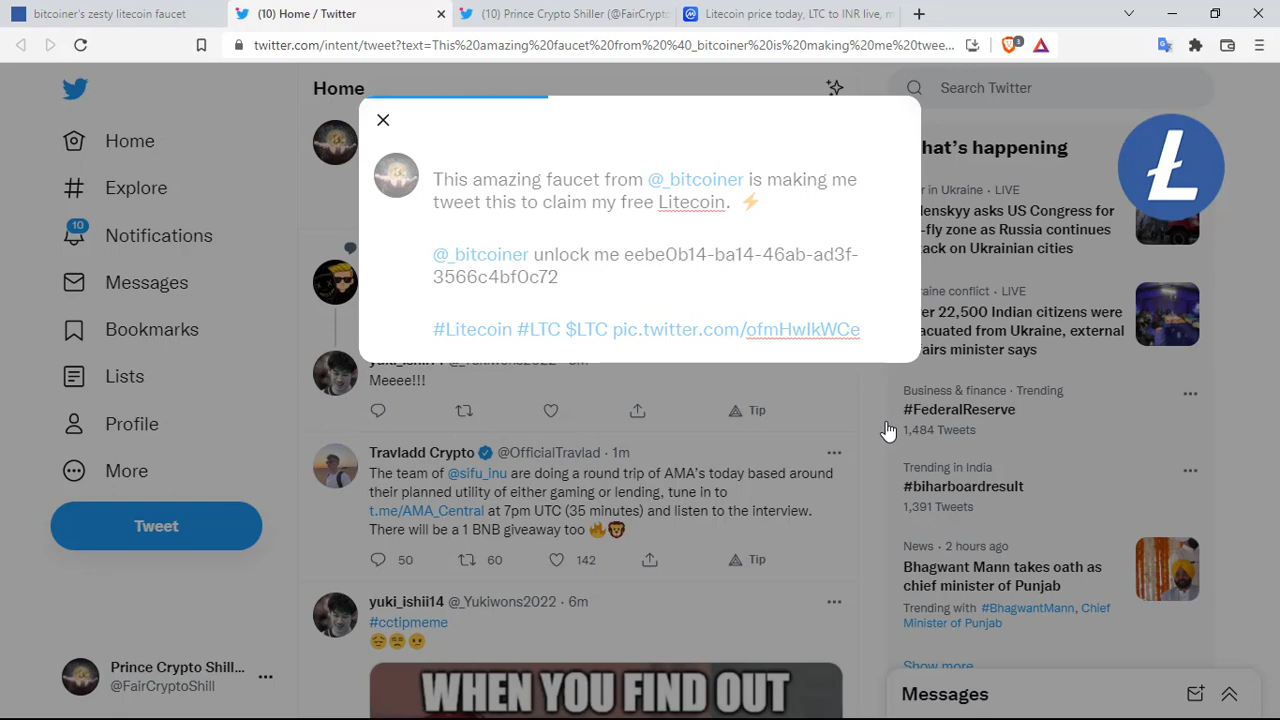 bitcoiner's zesty litecoin faucet
(10) Home / Twitter
(10) Prince Crypto Shiller (@FairCrypto
Litecoin price today, LTC to INR live, m
twitter.com/intent/tweet?text=This%20amazing%20faucet%20from%20%40_bitcoiner%20is%20making%20me%20twee...
3
Home
Search Twitter
Home
Explore
10
Notifications
Messages
Bookmarks
Lists
Profile
More
Tweet
Prince Crypto Shill...
@FairCryptoShill
This amazing faucet from @_bitcoiner is making me
tweet this to claim my free Litecoin. ⚡
@_bitcoiner unlock me eebe0b14-ba14-46ab-ad3f-
3566c4bf0c72
#Litecoin #LTC $LTC pic.twitter.com/ofmHwIkWCe
Meeee!!!
Tip
Travladd Crypto @OfficialTravlad · 1m
The team of @sifu_inu are doing a round trip of AMA's today based around
their planned utility of either gaming or lending, tune in to
t.me/AMA_Central at 7pm UTC (35 minutes) and listen to the interview.
There will be a 1 BNB giveaway too 🔥🦁
50 60 142 Tip
yuki_ishii14 @_Yukiwons2022 · 6m
#cctipmeme
😔😒😕
WHEN YOU FIND OUT
hat's happening
r in Ukraine · LIVE
lenskyy asks US Congress for
-fly zone as Russia continues
ack on Ukrainian cities
raine conflict · LIVE
er 22,500 Indian citizens were
acuated from Ukraine, external
airs minister says
Business & finance · Trending
#FederalReserve
1,484 Tweets
Trending in India
#biharboardresult
1,391 Tweets
News · 2 hours ago
Bhagwant Mann takes oath as
chief minister of Punjab
Trending with #BhagwantMann, Chief
Minister of Punjab
Show more
Messages